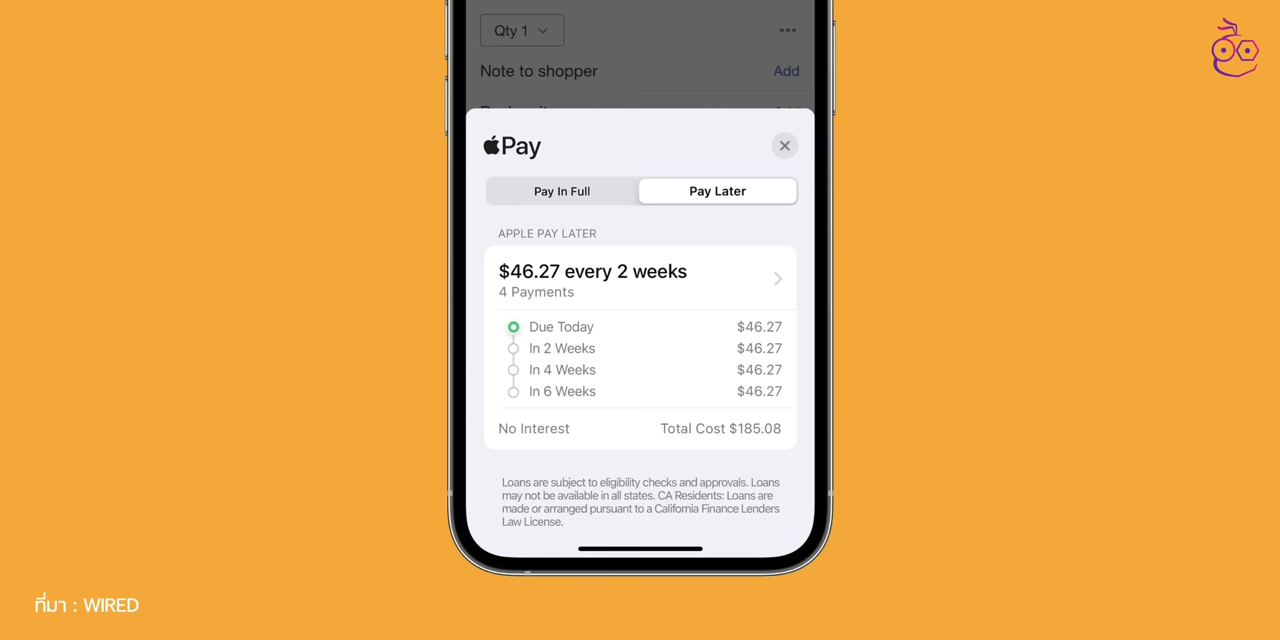 Qty 1
Note to shopper Add
Pay
Pay In Full Pay Later
APPLE PAY LATER
$46.27 every 2 weeks
4 Payments
Due Today $46.27
In 2 Weeks $46.27
In 4 Weeks $46.27
In 6 Weeks $46.27
No Interest Total Cost $185.08
Loans are subject to eligibility checks and approvals. Loans
may not be available in all states. CA Residents: Loans are
made or arranged pursuant to a California Finance Lenders
Law License.
ที่มา : WIRED